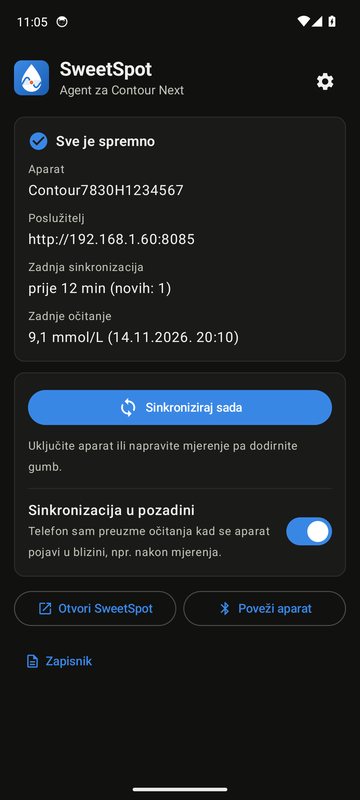 11:05
SweetSpot
Agent za Contour Next
Sve je spremno
Aparat
Contour7830H1234567
Poslužitelj
http://192.168.1.60:8085
Zadnja sinkronizacija
prije 12 min (novih: 1)
Zadnje očitanje
9,1 mmol/L (14.11.2026. 20:10)
Sinkroniziraj sada
Uključite aparat ili napravite mjerenje pa dodirnite
gumb.
Sinkronizacija u pozadini
Telefon sam preuzme očitanja kad se aparat
pojavi u blizini, npr. nakon mjerenja.
Otvori SweetSpot
Poveži aparat
Zapisnik